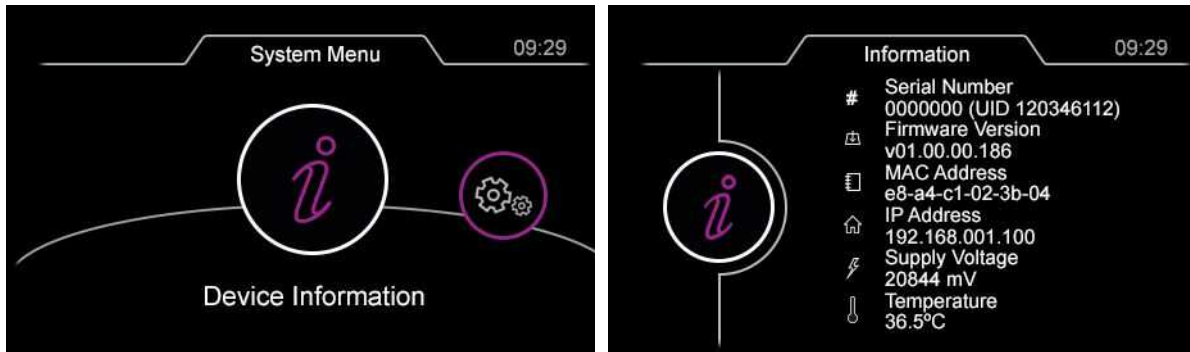 System Menu
09:29
Device Information
Information
09:29
#
Serial Number
0000000 (UID 120346112)
Firmware Version
v01.00.00.186
MAC Address
e8-a4-c1-02-3b-04
IP Address
192.168.001.100
Supply Voltage
20844 mV
Temperature
36.5ºC